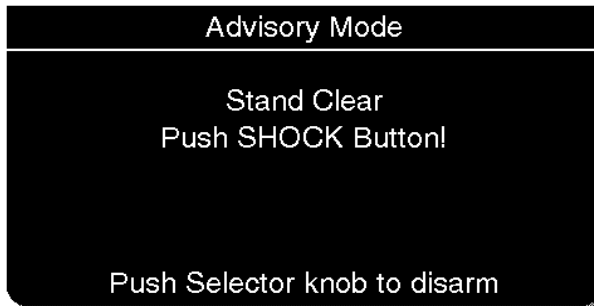 Advisory Mode
Stand Clear
Push SHOCK Button!
Push Selector knob to disarm